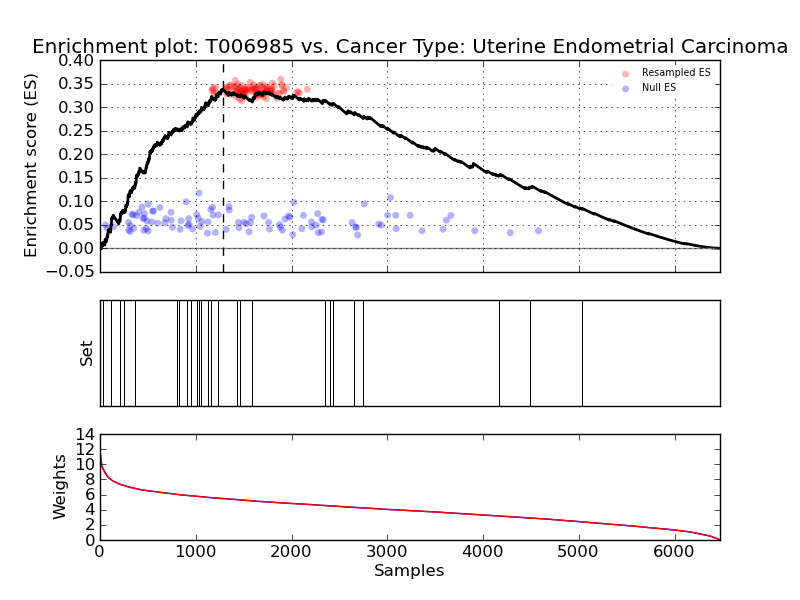 Enrichment plot: T006985 vs. Cancer Type: Uterine Endometrial Carcinoma
Enrichment score (ES)
0.40
0.35
0.30
0.25
0.20
0.15
0.10
0.05
0.00
−0.05
Resampled ES
Null ES
Set
Weights
14
12
10
8
6
4
2
0
0 1000 2000 3000 4000 5000 6000
Samples